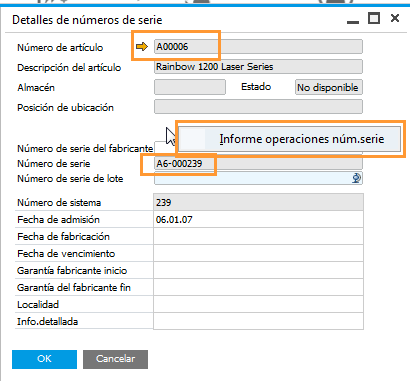 Detalles de números de serie
Número de artículo A00006
Descripción del artículo Rainbow 1200 Laser Series
Almacén Estado No disponible
Posición de ubicación
Informe operaciones núm.serie
Número de serie del fabricante
Número de serie A6-000239
Número de serie de lote
Número de sistema 239
Fecha de admisión 06.01.07
Fecha de fabricación
Fecha de vencimiento
Garantía fabricante inicio
Garantía del fabricante fin
Localidad
Info.detallada
OK Cancelar